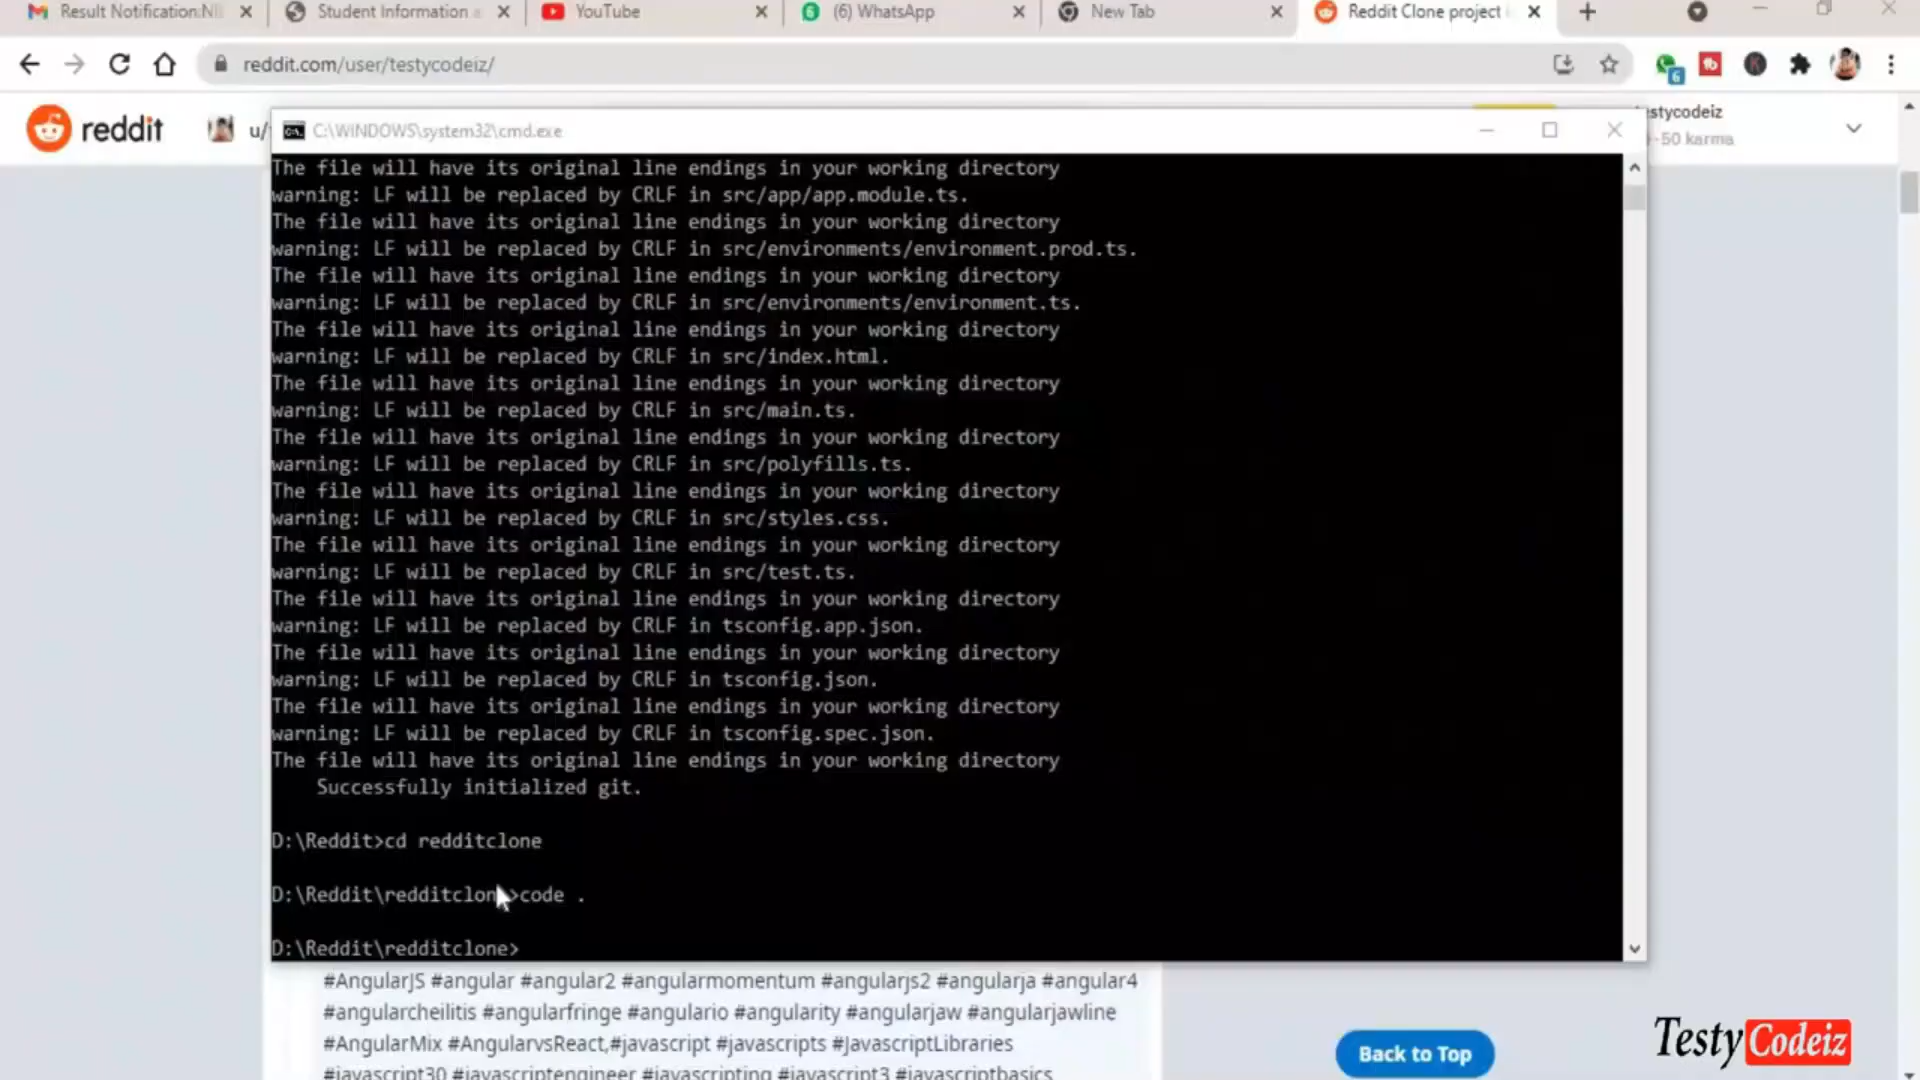 Result Notification:NI
Student Information
YouTube
(6) WhatsApp
New Tab
Reddit Clone project
reddit.com/user/testycodeiz/
6
reddit
u/
C:\WINDOWS\system32\cmd.exe
stycodeiz
50 karma
The file will have its original line endings in your working directory
warning: LF will be replaced by CRLF in src/app/app.module.ts.
The file will have its original line endings in your working directory
warning: LF will be replaced by CRLF in src/environments/environment.prod.ts.
The file will have its original line endings in your working directory
warning: LF will be replaced by CRLF in src/environments/environment.ts.
The file will have its original line endings in your working directory
warning: LF will be replaced by CRLF in src/index.html.
The file will have its original line endings in your working directory
warning: LF will be replaced by CRLF in src/main.ts.
The file will have its original line endings in your working directory
warning: LF will be replaced by CRLF in src/polyfills.ts.
The file will have its original line endings in your working directory
warning: LF will be replaced by CRLF in src/styles.css.
The file will have its original line endings in your working directory
warning: LF will be replaced by CRLF in src/test.ts.
The file will have its original line endings in your working directory
warning: LF will be replaced by CRLF in tsconfig.app.json.
The file will have its original line endings in your working directory
warning: LF will be replaced by CRLF in tsconfig.json.
The file will have its original line endings in your working directory
warning: LF will be replaced by CRLF in tsconfig.spec.json.
The file will have its original line endings in your working directory
Successfully initialized git.
D:\Reddit>cd redditclone
D:\Reddit\redditclone>code .
D:\Reddit\redditclone>
#AngularJS #angular #angular2 #angularmomentum #angularjs2 #angularja #angular4
#angularcheilitis #angularfringe #angulario #angularity #angularjaw #angularjawline
#AngularMix #AngularvsReact,#javascript #javascripts #JavascriptLibraries
#javascript30 #javascriptengineer #javascripting #javascript3 #javascriptbasics
Back to Top
Testy Codeiz